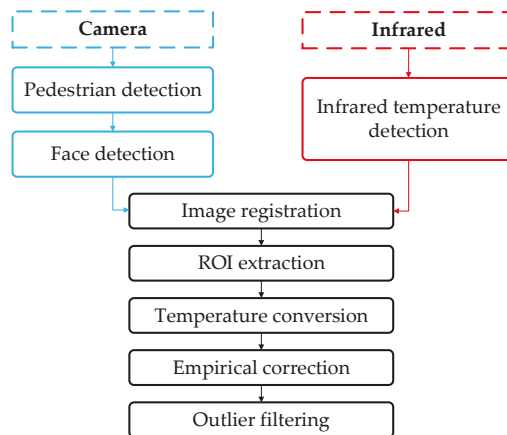 Camera
Infrared
Pedestrian detection
Infrared temperature
detection
Face detection
Image registration
ROI extraction
Temperature conversion
Empirical correction
Outlier filtering